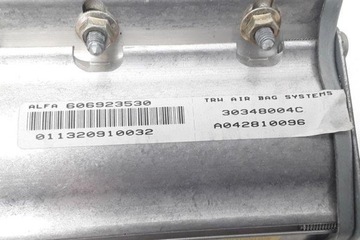 ALFA 606923530
011320910032
TRW AIR BAG SYSTEMS
30348004C
A042810096